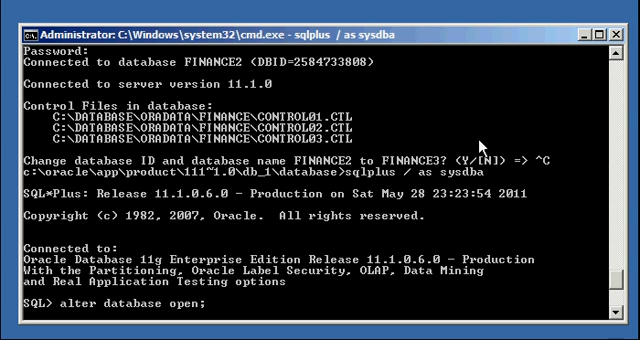 Administrator: C:\Windows\system32\cmd.exe - sqlplus / as sysdba
Password:
Connected to database FINANCE2 (DBID=2584733808)
Connected to server version 11.1.0
Control Files in database:
C:\DATABASE\ORADATA\FINANCE\CONTROL01.CTL
C:\DATABASE\ORADATA\FINANCE\CONTROL02.CTL
C:\DATABASE\ORADATA\FINANCE\CONTROL03.CTL
Change database ID and database name FINANCE2 to FINANCE3? (Y/[N]) => ^C
c:\oracle\app\product\111~1.0\db_1\database>sqlplus / as sysdba
SQL*Plus: Release 11.1.0.6.0 - Production on Sat May 28 23:23:54 2011
Copyright (c) 1982, 2007, Oracle.  All rights reserved.
Connected to:
Oracle Database 11g Enterprise Edition Release 11.1.0.6.0 - Production
With the Partitioning, Oracle Label Security, OLAP, Data Mining
and Real Application Testing options
SQL> alter database open;